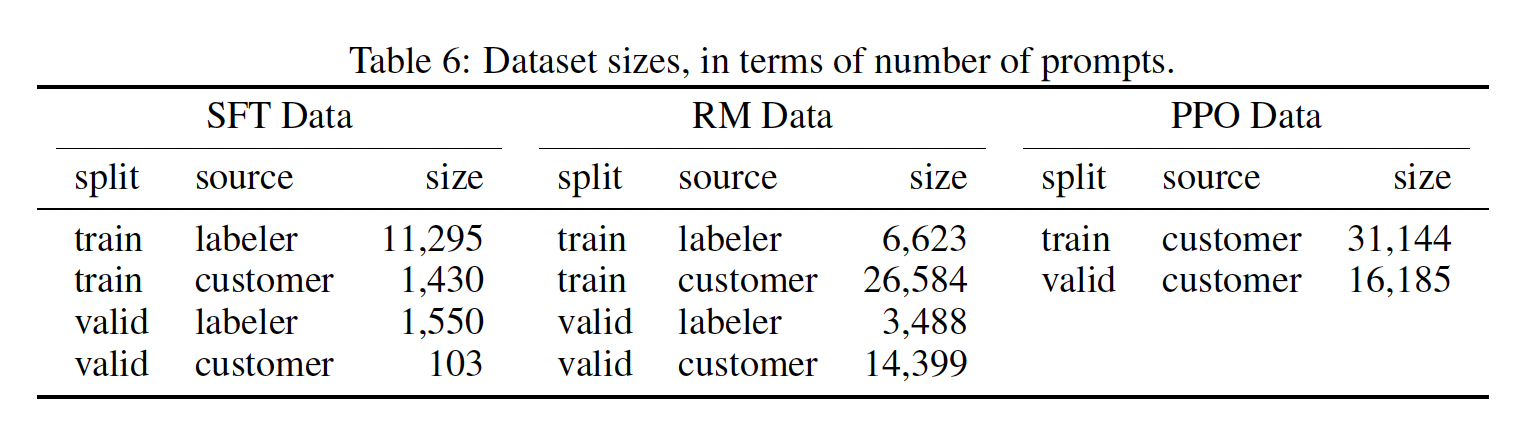 Table 6: Dataset sizes, in terms of number of prompts.
SFT Data RM Data PPO Data
split source size split source size split source size
train labeler 11,295 train labeler 6,623 train customer 31,144
train customer 1,430 train customer 26,584 valid customer 16,185
valid labeler 1,550 valid labeler 3,488
valid customer 103 valid customer 14,399